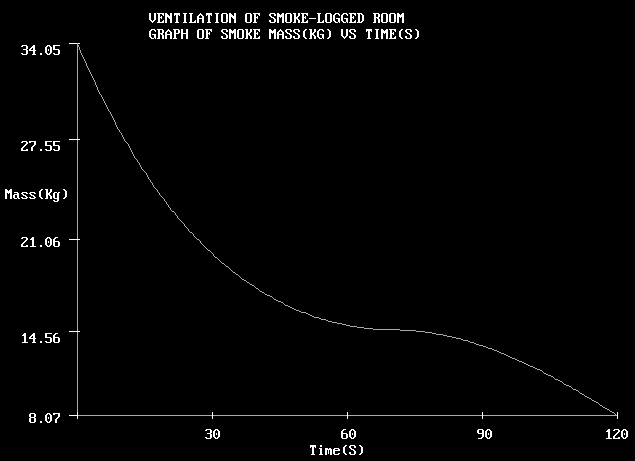 VENTILATION OF SMOKE-LOGGED ROOM
GRAPH OF SMOKE MASS(KG) VS TIME(S)
34.05
27.55
Mass(Kg)
21.06
14.56
8.07
30 60 90 120
Time(S)